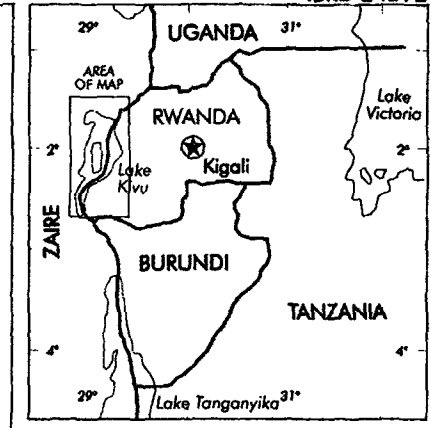 29°
31°
UGANDA
AREA
OF MAP
RWANDA
Lake
Victoria
2°
2°
Kigali
Lake
Kivu
ZAIRE
BURUNDI
TANZANIA
4°
4°
29°
Lake Tanganyika
31°